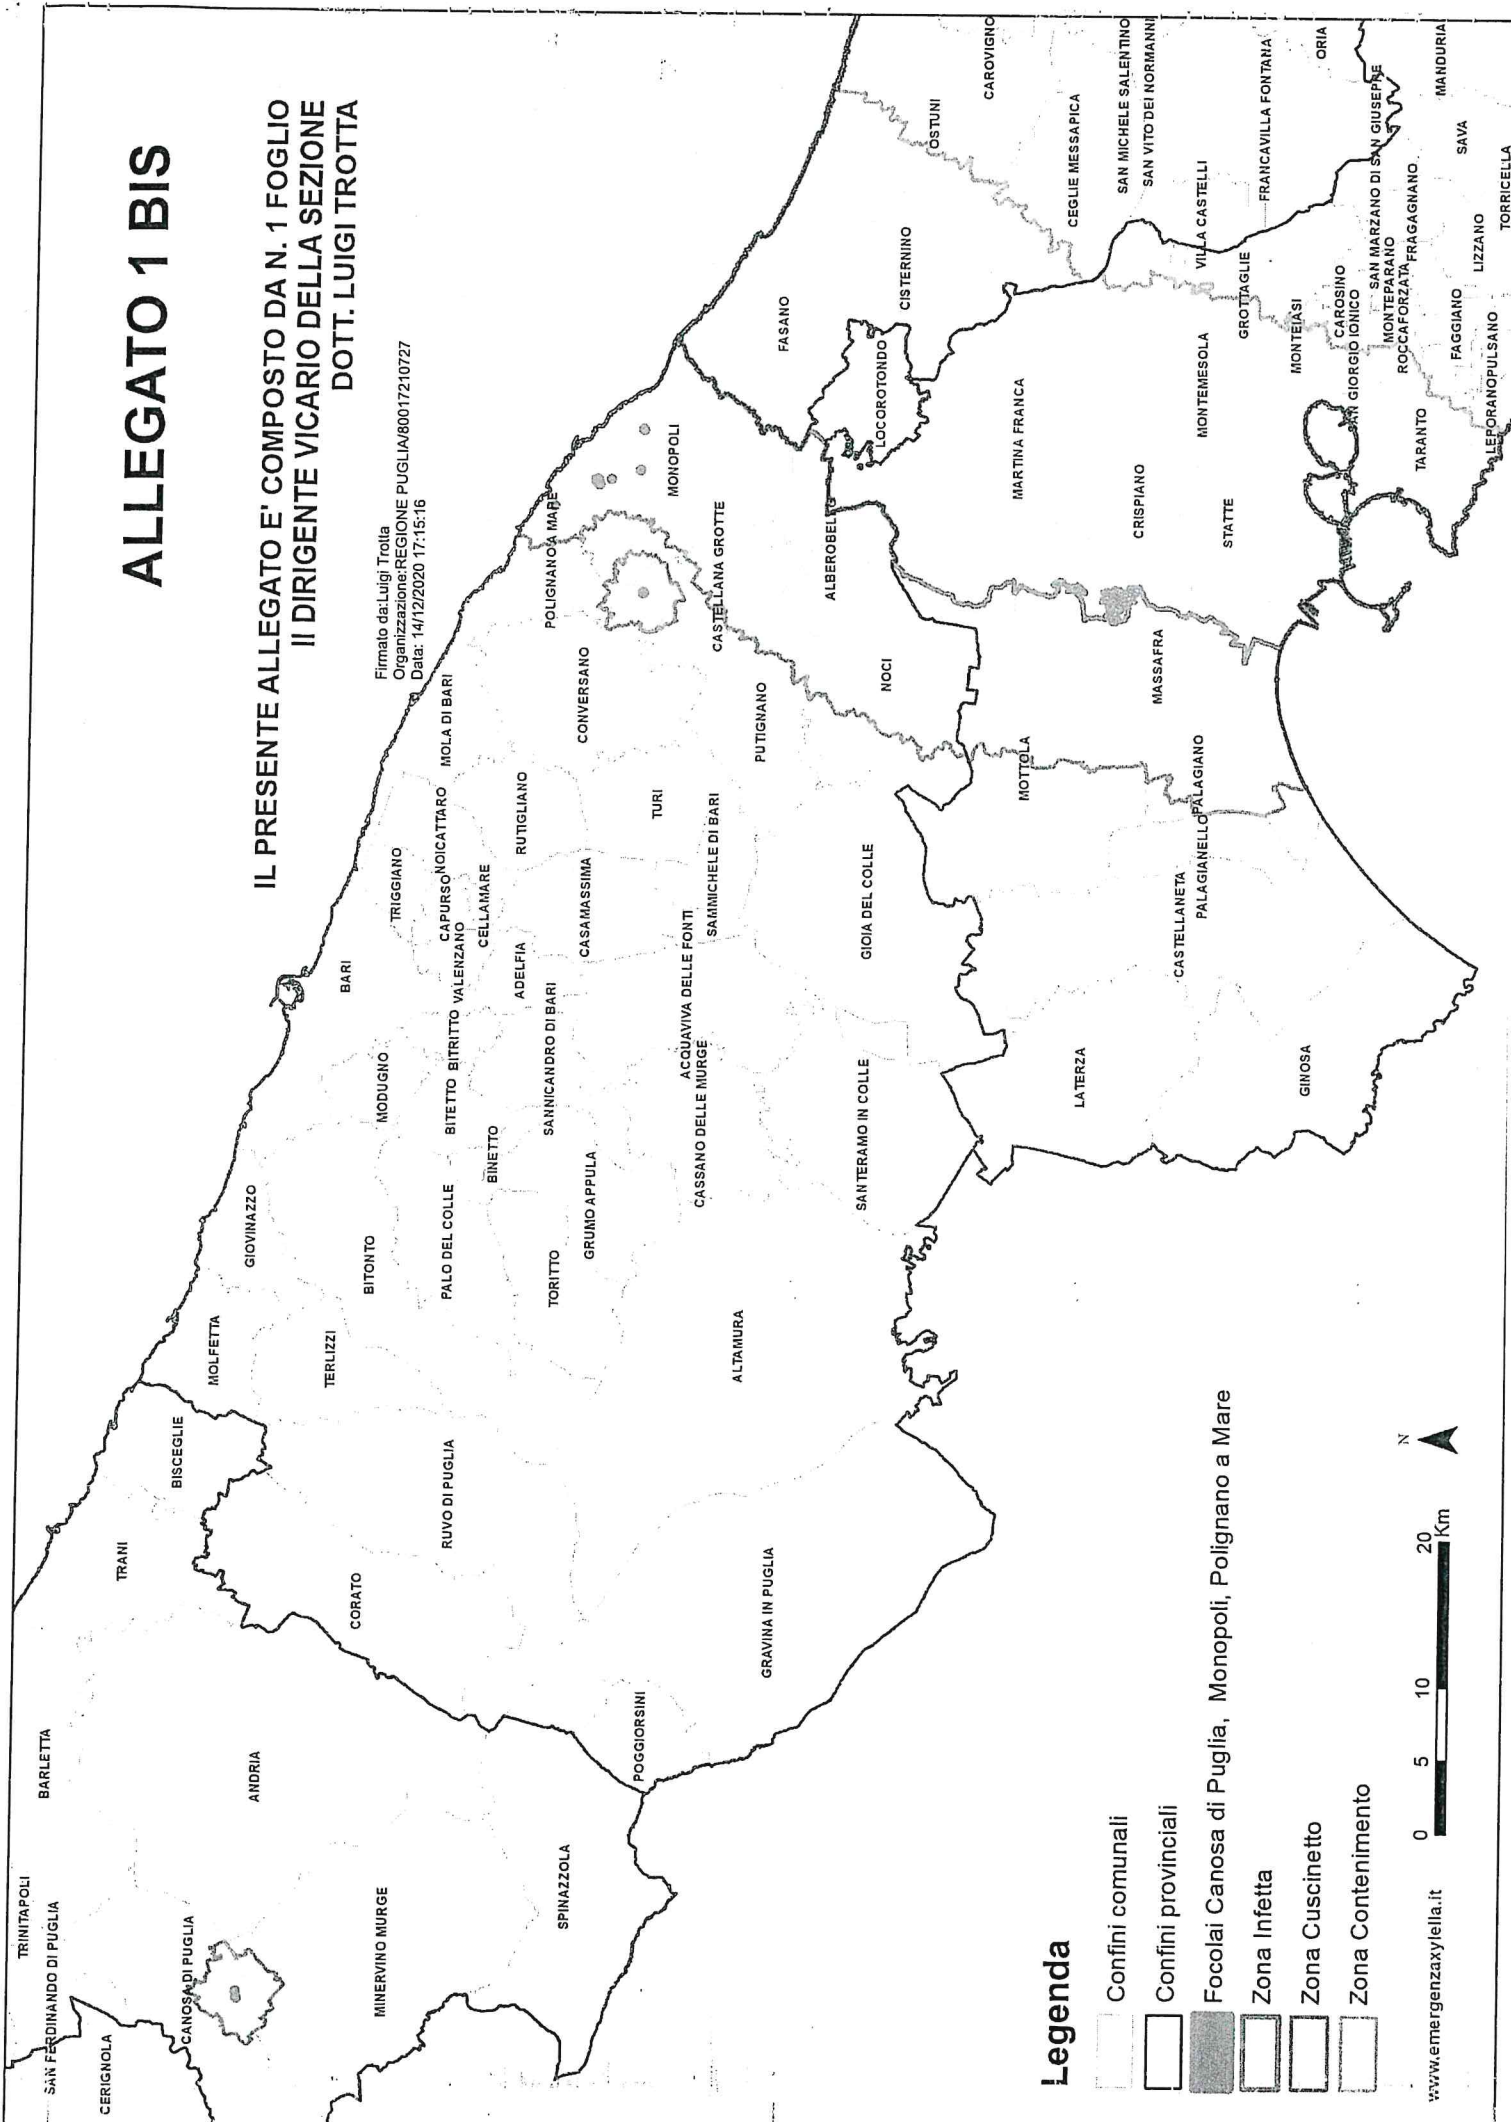 ALLEGATO 1 BIS
IL PRESENTE ALLEGATO E' COMPOSTO DA N. 1 FOGLIO
Il DIRIGENTE VICARIO DELLA SEZIONE
DOTT. LUIGI TROTTA
Firmato da:Luigi Trotta
Organizzazione:REGIONE PUGLIA/80017210727
Data: 14/12/2020 17:15:16
TRINITAPOLI
SAN FERDINANDO DI PUGLIA
BARLETTA
CERIGNOLA
TRANI
BISCEGLIE
CANOSA DI PUGLIA
MOLFETTA
ANDRIA
GIOVINAZZO
TERLIZZI
BARI
CORATO
BITONTO
MODUGNO
MINERVINO MURGE
TRIGGIANO
RUVO DI PUGLIA
PALO DEL COLLE
BITETTO
BITRITTO
VALENZANO
CAPURSO
NOICATTARO
MOLA DI BARI
CELLAMARE
BINETTO
ADELFIA
RUTIGLIANO
TORITTO
SANNICANDRO DI BARI
POLIGNANO A MARE
SPINAZZOLA
GRUMO APPULA
CASAMASSIMA
CONVERSANO
POGGIORSINI
TURI
MONOPOLI
ACQUAVIVA DELLE FONTI
CASSANO DELLE MURGE
SAMMICHELE DI BARI
CASTELLANA GROTTE
ALTAMURA
GRAVINA IN PUGLIA
PUTIGNANO
FASANO
ALBEROBELLO
SANTERAMO IN COLLE
GIOIA DEL COLLE
NOCI
LOCOROTONDO
CISTERNINO
OSTUNI
CAROVIGNO
MOTTOLA
MARTINA FRANCA
CEGLIE MESSAPICA
LATERZA
SAN MICHELE SALENTINO
SAN VITO DEI NORMANNI
CRISPIANO
MASSAFRA
CASTELLANETA
PALAGIANELLO
PALAGIANO
MONTEMESOLA
VILLA CASTELLI
STATTE
GROTTAGLIE
FRANCAVILLA FONTANA
GINOSA
MONTEIASI
ORIA
CAROSINO
SAN GIORGIO IONICO
SAN MARZANO DI SAN GIUSEPPE
MONTEPARANO
ROCCAFORZATA
FRAGAGNANO
TARANTO
MANDURIA
FAGGIANO
SAVA
LIZZANO
LEPORANO
PULSANO
TORRICELLA
Legenda
Confini comunali
Confini provinciali
Focolai Canosa di Puglia, Monopoli, Polignano a Mare
Zona Infetta
Zona Cuscinetto
Zona Contenimento
N
0 5 10 20
Km
www.emergenzaxylella.it